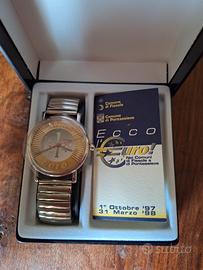 Comune
di Fiesole
Comune
di Pontassieve
ECCO
l'Euro!
Nei Comuni
di Fiesole e
di Pontassieve
1° Ottobre '97
31 Marzo '98
subito